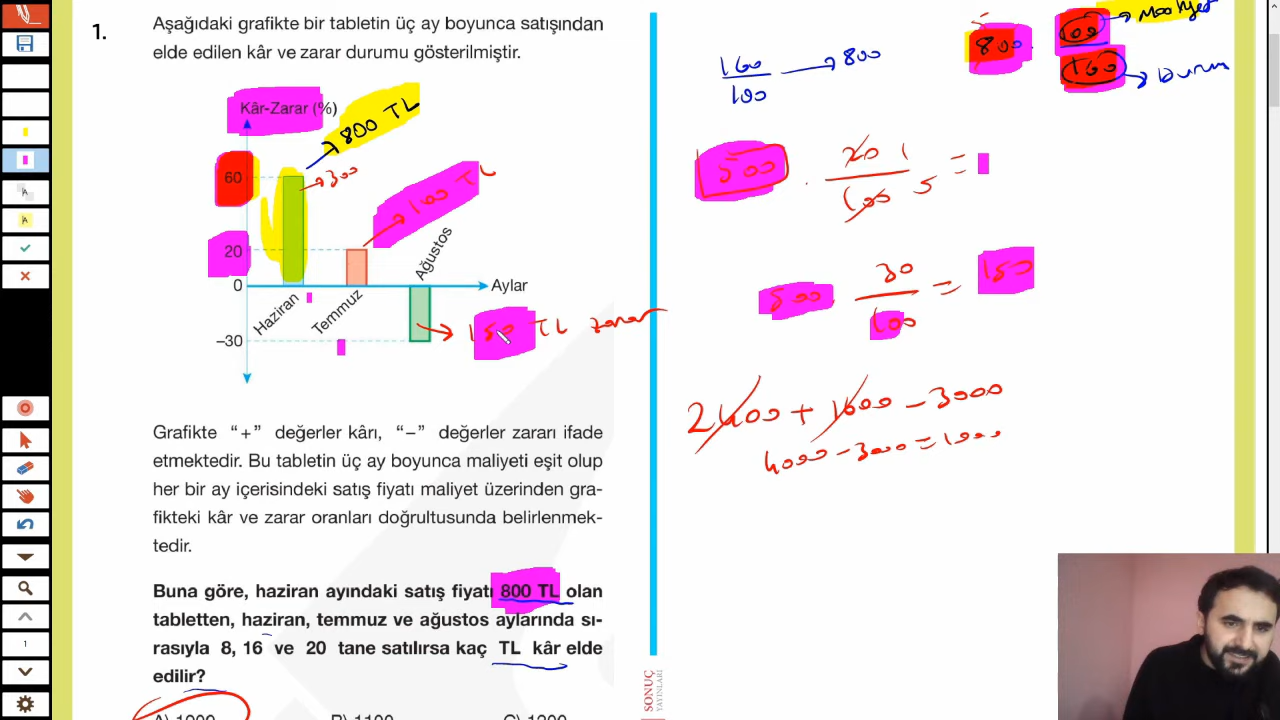 1.
Aşağıdaki grafikte bir tabletin üç ay boyunca satışından
elde edilen kâr ve zarar durumu gösterilmiştir.
Kâr-Zarar (%)
800 TL
60
300
100 TL
20
0
Aylar
Haziran
Temmuz
Ağustos
-30
150 TL zarar
Grafikte “+” değerler kârı, “−” değerler zararı ifade
etmektedir. Bu tabletin üç ay boyunca maliyeti eşit olup
her bir ay içerisindeki satış fiyatı maliyet üzerinden gra-
fikteki kâr ve zarar oranları doğrultusunda belirlenmek-
tedir.
Buna göre, haziran ayındaki satış fiyatı 800 TL olan
tabletten, haziran, temmuz ve ağustos aylarında sı-
rasıyla 8, 16 ve 20 tane satılırsa kaç TL kâr elde
edilir?
A) 1000 B) 1100 C) 1200
160
100
800
5
800 .
100
160
500 . 20 1
100 5
=
500 30
100
= 150
2400 + 1600 - 3000
4000 - 3000 = 1000
SONUÇ
YAYINLARI
A
A
1